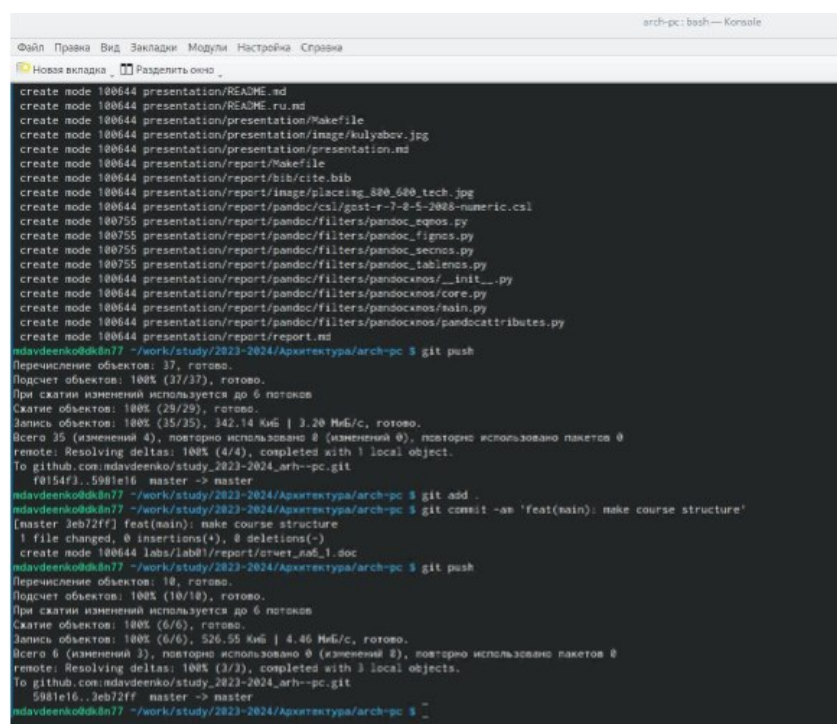 arch-pc : bash — Konsole
Файл Правка Вид Закладки Модули Настройка Справка
Новая вкладка Разделить окно
create mode 100644 presentation/README.md
create mode 100644 presentation/README.ru.md
create mode 100644 presentation/presentation/Makefile
create mode 100644 presentation/presentation/image/kulyabov.jpg
create mode 100644 presentation/presentation/presentation.md
create mode 100644 presentation/report/Makefile
create mode 100644 presentation/report/bib/cite.bib
create mode 100644 presentation/report/image/placeimg_800_600_tech.jpg
create mode 100644 presentation/report/pandoc/csl/gost-r-7-0-5-2008-numeric.csl
create mode 100755 presentation/report/pandoc/filters/pandoc_eqnos.py
create mode 100755 presentation/report/pandoc/filters/pandoc_fignos.py
create mode 100755 presentation/report/pandoc/filters/pandoc_secnos.py
create mode 100755 presentation/report/pandoc/filters/pandoc_tablenos.py
create mode 100644 presentation/report/pandoc/filters/pandocxnos/__init__.py
create mode 100644 presentation/report/pandoc/filters/pandocxnos/core.py
create mode 100644 presentation/report/pandoc/filters/pandocxnos/main.py
create mode 100644 presentation/report/pandoc/filters/pandocxnos/pandocattributes.py
create mode 100644 presentation/report/report.md
mdavdeenko@dk8n77 ~/work/study/2023-2024/Архитектура/arch-pc $ git push
Перечисление объектов: 37, готово.
Подсчет объектов: 100% (37/37), готово.
При сжатии изменений используется до 6 потоков
Сжатие объектов: 100% (29/29), готово.
Запись объектов: 100% (35/35), 342.14 КиБ | 3.20 МиБ/с, готово.
Всего 35 (изменений 4), повторно использовано 0 (изменений 0), повторно использовано пакетов 0
remote: Resolving deltas: 100% (4/4), completed with 1 local object.
To github.com:mdavdeenko/study_2023-2024_arh--pc.git
f0154f3..5981e16 master -> master
mdavdeenko@dk8n77 ~/work/study/2023-2024/Архитектура/arch-pc $ git add .
mdavdeenko@dk8n77 ~/work/study/2023-2024/Архитектура/arch-pc $ git commit -am 'feat(main): make course structure'
[master 3eb72ff] feat(main): make course structure
1 file changed, 0 insertions(+), 0 deletions(-)
create mode 100644 labs/lab01/report/отчет_лаб_1.doc
mdavdeenko@dk8n77 ~/work/study/2023-2024/Архитектура/arch-pc $ git push
Перечисление объектов: 10, готово.
Подсчет объектов: 100% (10/10), готово.
При сжатии изменений используется до 6 потоков
Сжатие объектов: 100% (6/6), готово.
Запись объектов: 100% (6/6), 526.55 КиБ | 4.46 МиБ/с, готово.
Всего 6 (изменений 3), повторно использовано 0 (изменений 0), повторно использовано пакетов 0
remote: Resolving deltas: 100% (3/3), completed with 3 local objects.
To github.com:mdavdeenko/study_2023-2024_arh--pc.git
5981e16..3eb72ff master -> master
mdavdeenko@dk8n77 ~/work/study/2023-2024/Архитектура/arch-pc $